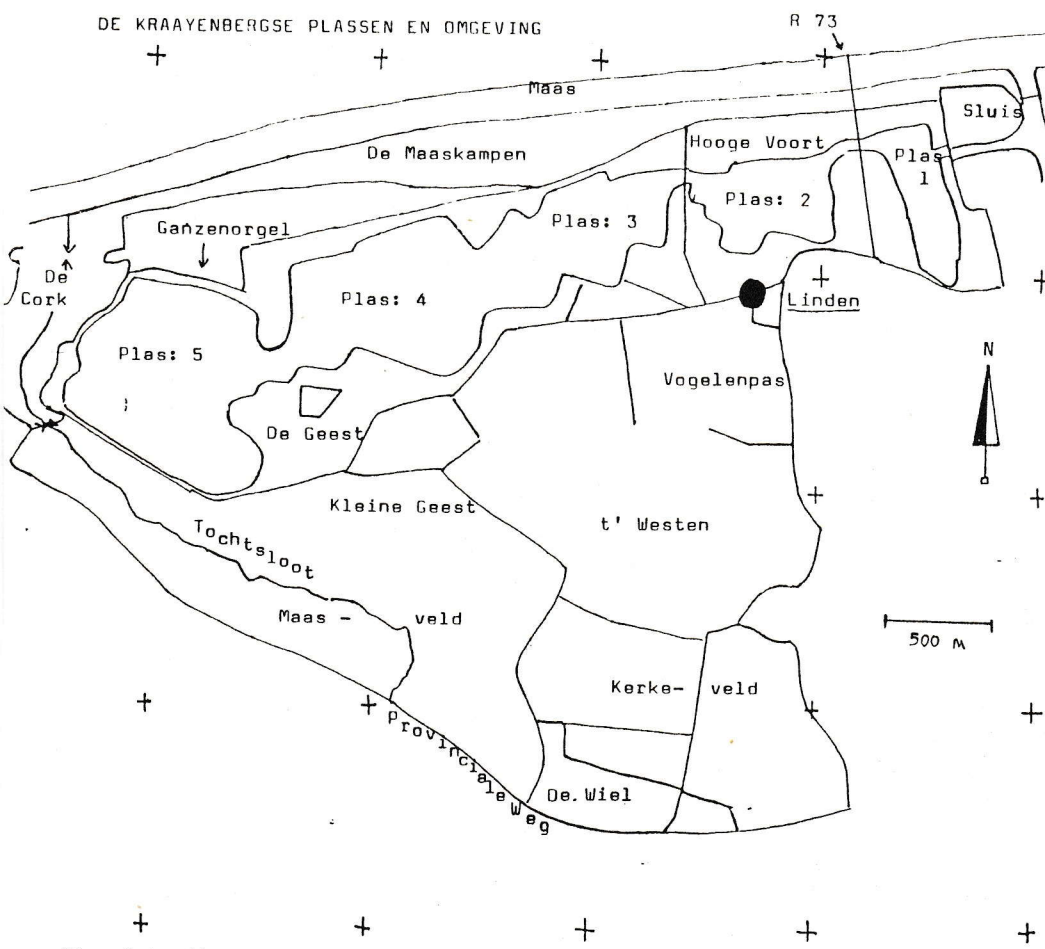 DE KRAAYENBERGSE PLASSEN EN OMGEVING
R 73
Maas
Sluis
De Maaskampen
Hooge Voort
Plas
1
Ganzenorgel
Plas: 3
Plas: 2
De
Cork
Plas: 4
Linden
Plas: 5
N
Vogelenpas
De Geest
Kleine Geest
t' Westen
Tochtsloot
Maas - veld
500 M
Kerke- veld
Provinciale Weg
De. Wiel